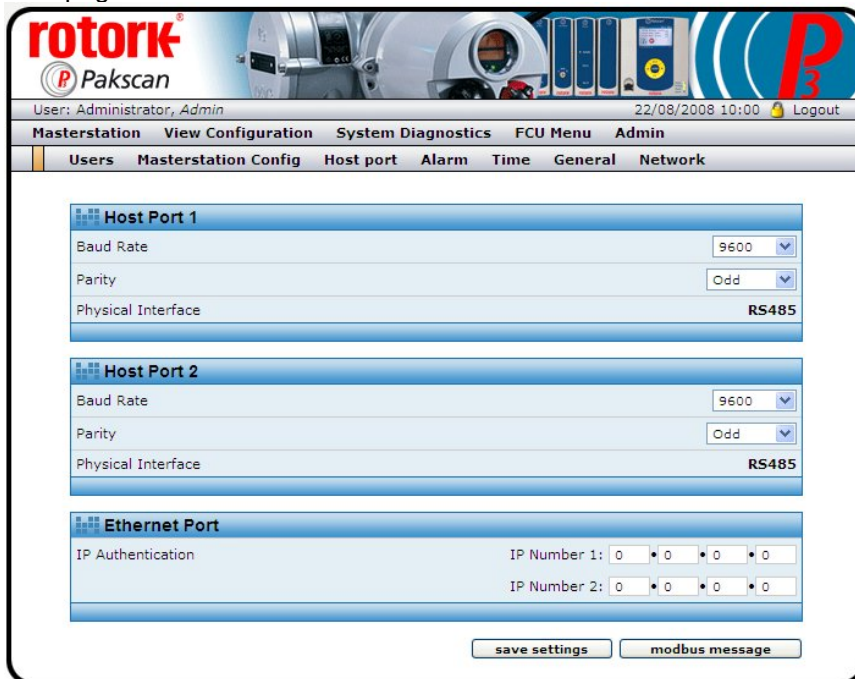 rotork®
P Pakscan
P3
User: Administrator, Admin 22/08/2008 10:00 Logout
Masterstation View Configuration System Diagnostics FCU Menu Admin
Users Masterstation Config Host port Alarm Time General Network
Host Port 1
Baud Rate 9600
Parity Odd
Physical Interface RS485
Host Port 2
Baud Rate 9600
Parity Odd
Physical Interface RS485
Ethernet Port
IP Authentication IP Number 1: 0 • 0 • 0 • 0
IP Number 2: 0 • 0 • 0 • 0
save settings modbus message